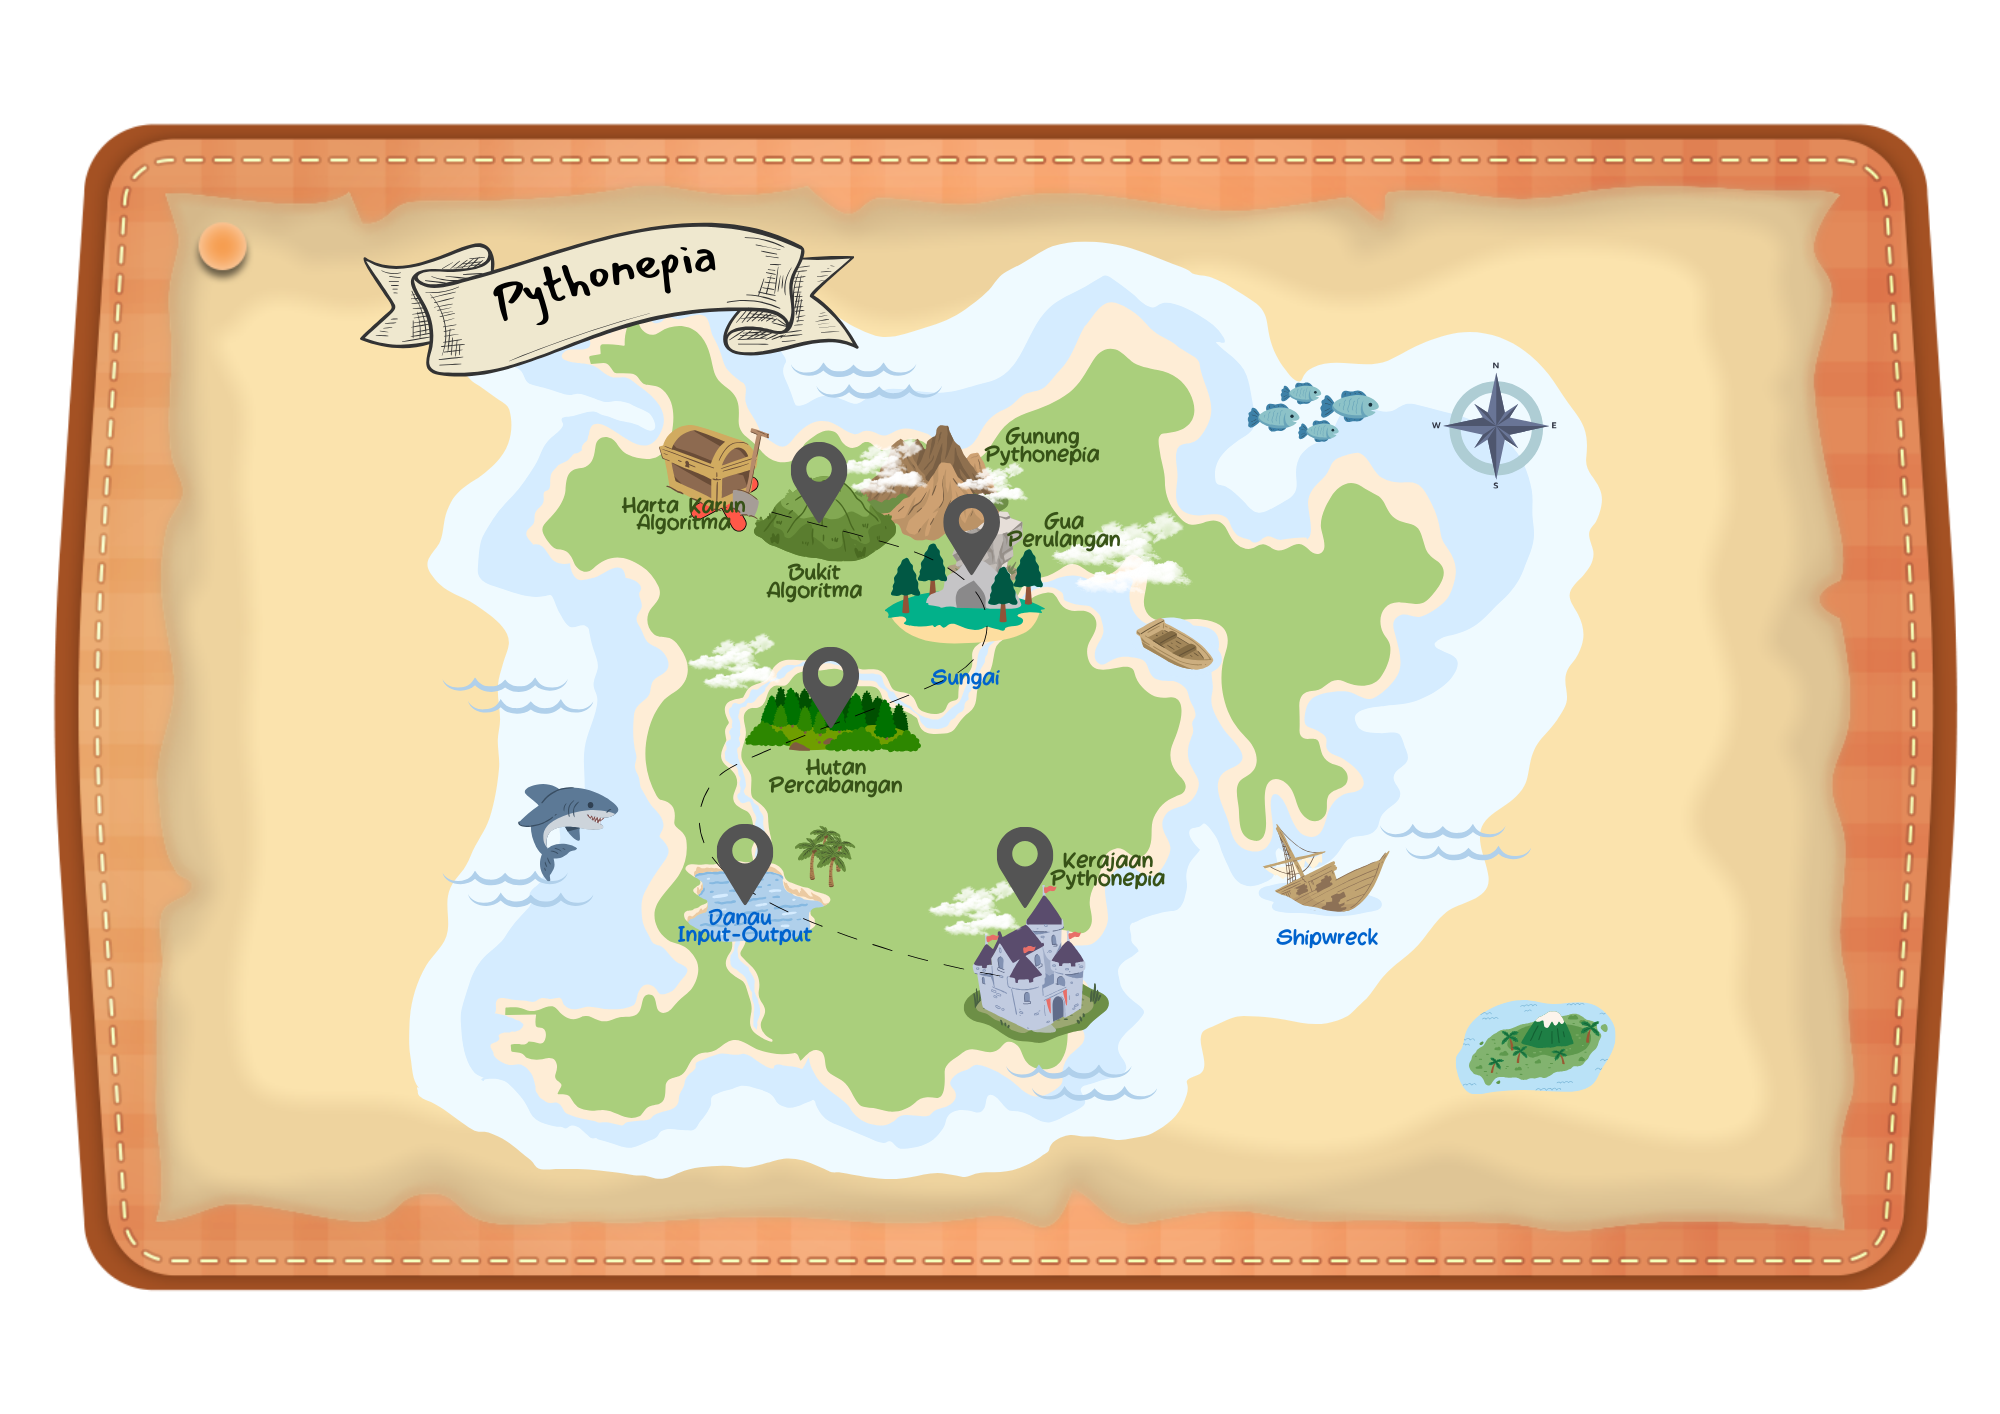 Pythonepia
N
W
E
S
Gunung
Pythonepia
Harta Karun
Algoritma
Gua
Perulangan
Bukit
Algoritma
Sungai
Hutan
Percabangan
Kerajaan
Pythonepia
Danau
Input-Output
Shipwreck